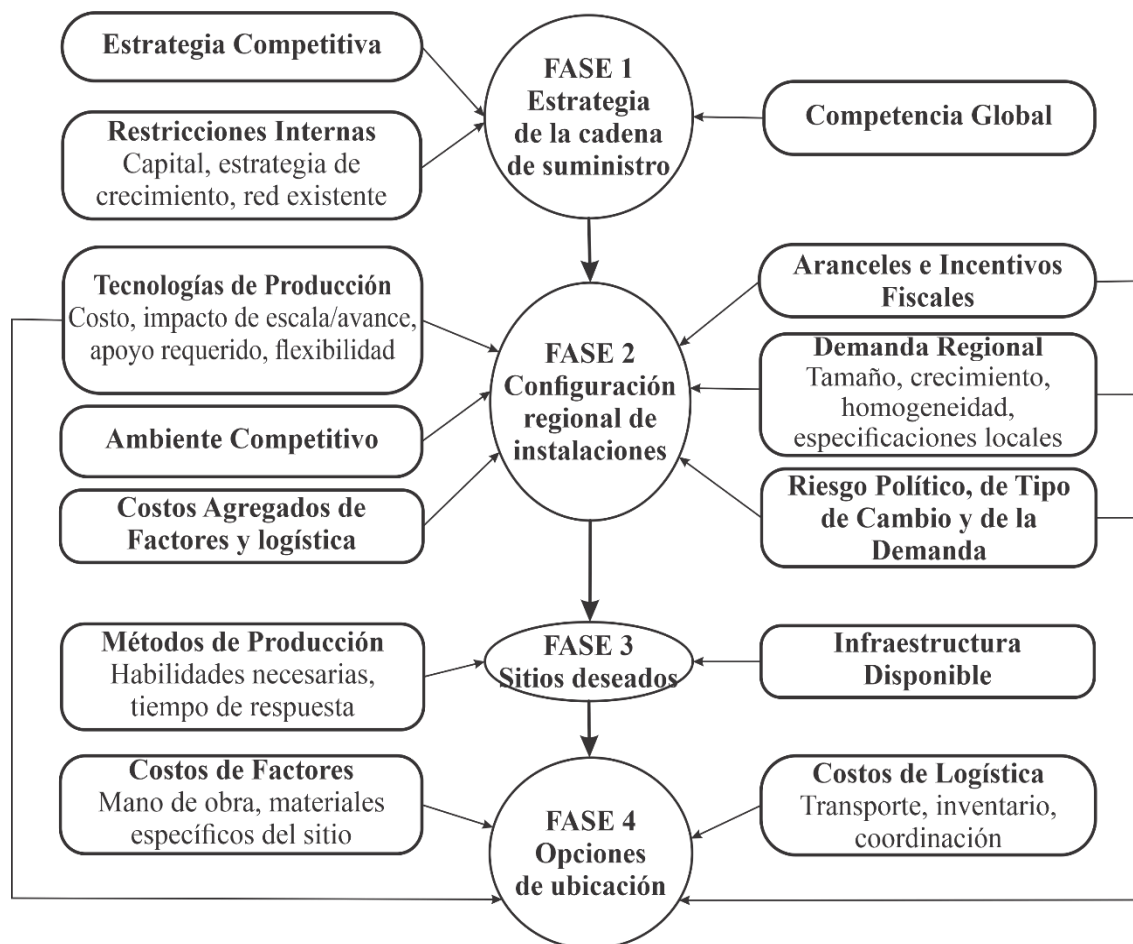 Estrategia Competitiva
Restricciones Internas
Capital, estrategia de
crecimiento, red existente
FASE 1
Estrategia
de la cadena
de suministro
Competencia Global
Tecnologías de Producción
Costo, impacto de escala/avance,
apoyo requerido, flexibilidad
Ambiente Competitivo
Costos Agregados de
Factores y logística
FASE 2
Configuración
regional de
instalaciones
Aranceles e Incentivos
Fiscales
Demanda Regional
Tamaño, crecimiento,
homogeneidad,
especificaciones locales
Riesgo Político, de Tipo
de Cambio y de la
Demanda
Métodos de Producción
Habilidades necesarias,
tiempo de respuesta
FASE 3
Sitios deseados
Infraestructura
Disponible
Costos de Factores
Mano de obra, materiales
específicos del sitio
FASE 4
Opciones
de ubicación
Costos de Logística
Transporte, inventario,
coordinación